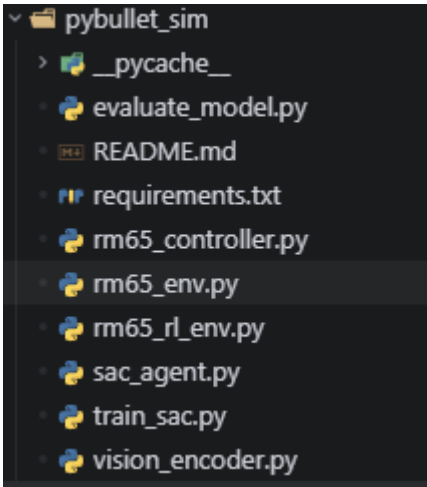 pybullet_sim
__pycache__
evaluate_model.py
README.md
requirements.txt
rm65_controller.py
rm65_env.py
rm65_rl_env.py
sac_agent.py
train_sac.py
vision_encoder.py